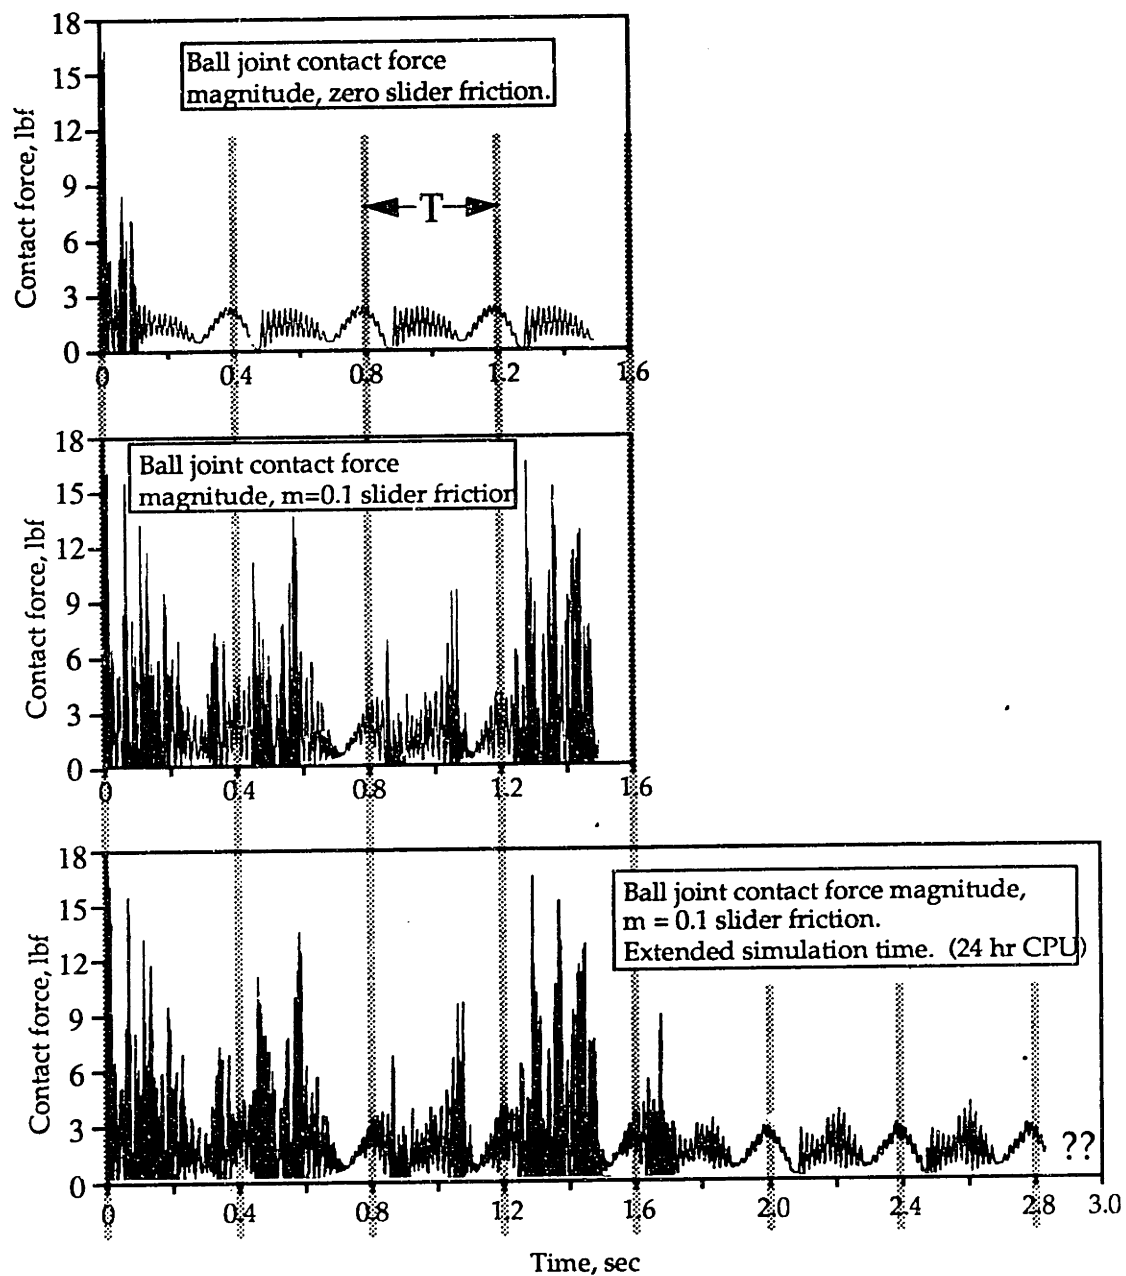 18
Ball joint contact force
magnitude, zero slider friction.
15
12
9
T
6
3
0
Contact force, lbf
0 0.4 0.8 1.2 1.6
18
Ball joint contact force
magnitude, m=0.1 slider friction
15
12
9
6
3
0
Contact force, lbf
0 0.4 0.8 1.2 1.6
18
Ball joint contact force magnitude,
m = 0.1 slider friction.
Extended simulation time. (24 hr CPU)
15
12
9
6
3
??
0
Contact force, lbf
0 0.4 0.8 1.2 1.6 2.0 2.4 2.8 3.0
Time, sec